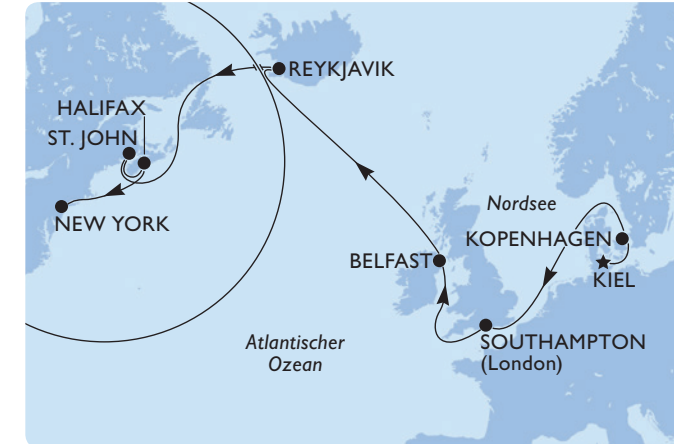 REYKJAVIK
HALIFAX
ST. JOHN
NEW YORK
Nordsee
KOPENHAGEN
BELFAST
KIEL
Atlantischer
Ozean
SOUTHAMPTON
(London)